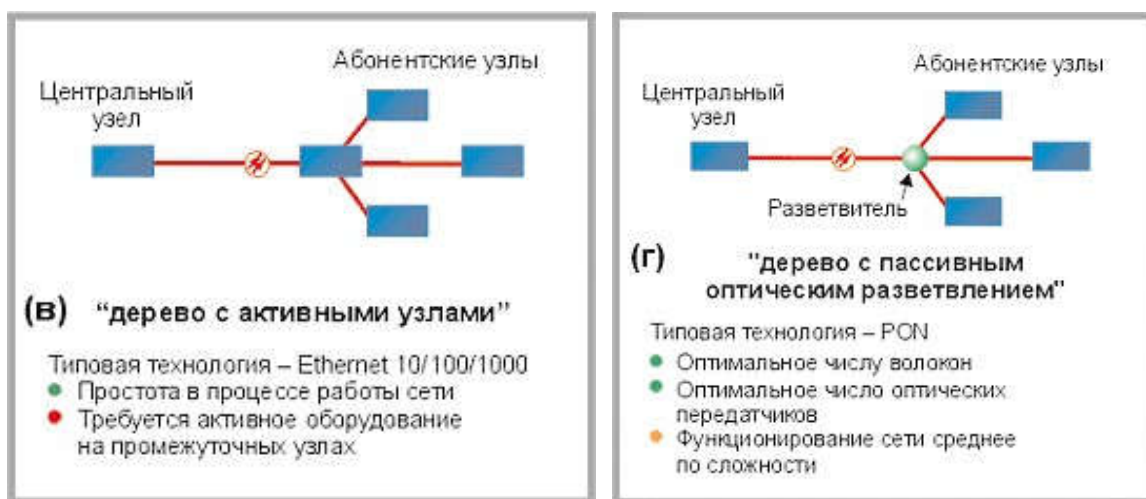 Абонентские узлы
Центральный
узел
(в) “дерево с активными узлами”
Типовая технология – Ethernet 10/100/1000
Простота в процессе работы сети
Требуется активное оборудование
на промежуточных узлах
Абонентские узлы
Центральный
узел
Разветвитель
(г) "дерево с пассивным
оптическим разветвлением"
Типовая технология – PON
Оптимальное числу волокон
Оптимальное число оптических
передатчиков
Функционирование сети среднее
по сложности